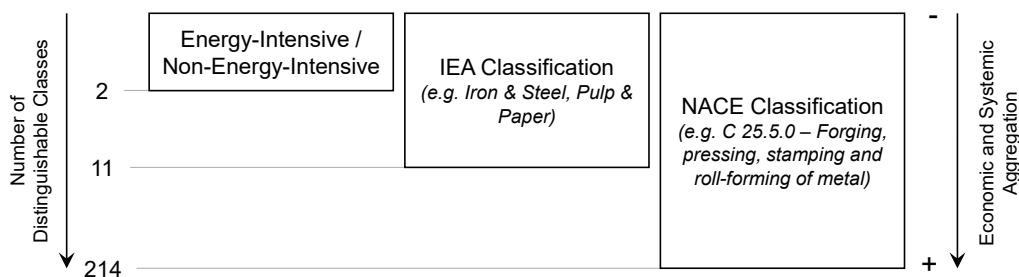 Number of
Distinguishable Classes
2
11
214
Energy-Intensive /
Non-Energy-Intensive
IEA Classification
(e.g. Iron & Steel, Pulp &
Paper)
NACE Classification
(e.g. C 25.5.0 – Forging,
pressing, stamping and
roll-forming of metal)
-
+
Economic and Systemic
Aggregation